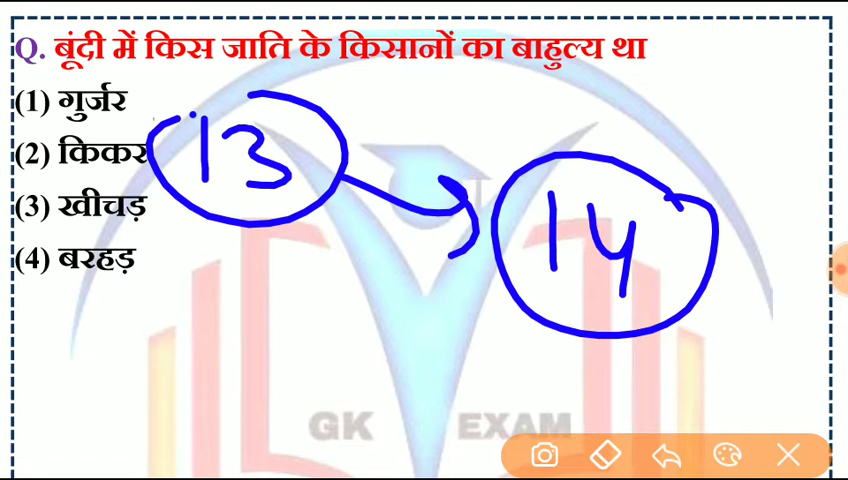 Q. बूंदी में किस जाति के किसानों का बाहुल्य था
(1) गुर्जर
(2) किकर
(3) खीचड़
(4) बरहड़
13
14
GK EXAM